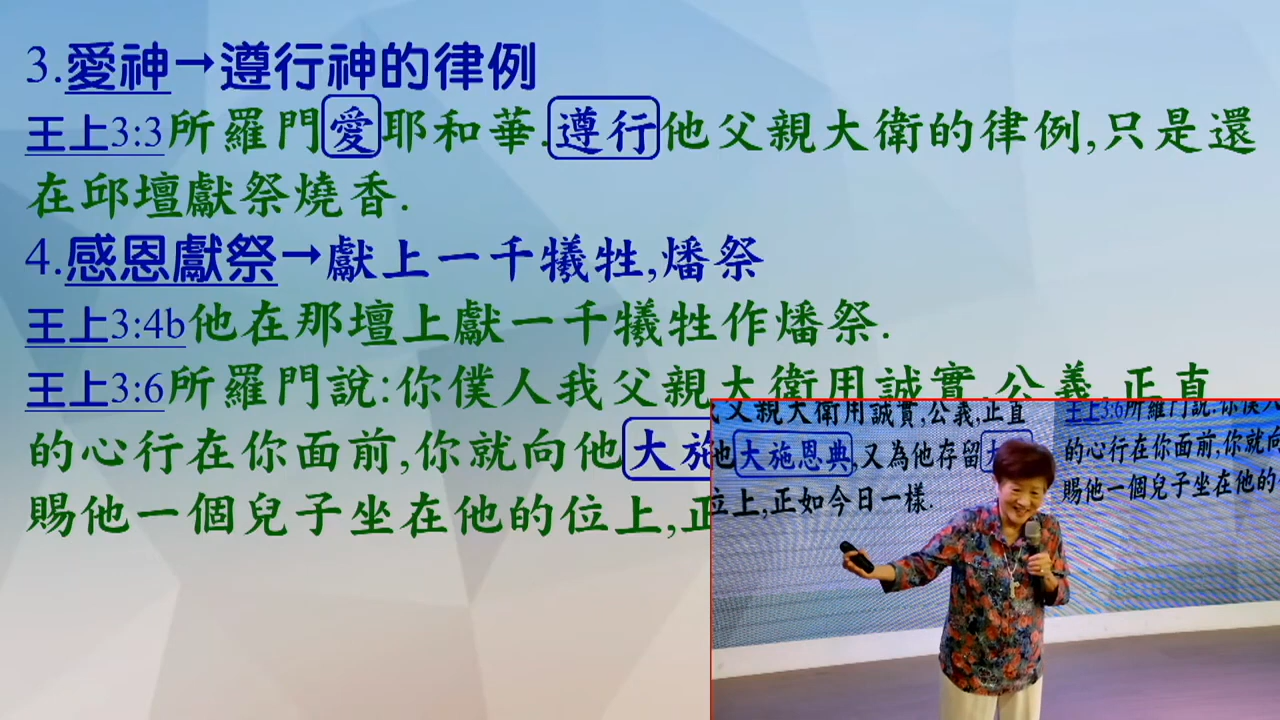 3.愛神→遵行神的律例
王上3:3所羅門愛耶和華.遵行他父親大衛的律例,只是還
在邱壇獻祭燒香.
4.感恩獻祭→獻上一千犧牲,燔祭
王上3:4b他在那壇上獻一千犧牲作燔祭.
王上3:6所羅門說:你僕人我父親大衛用誠實,公義,正直
的心行在你面前,你就向他大施
賜他一個兒子坐在他的位上,正
父親大衛用誠實,公義,正直
他大施恩典,又為他存留
位上,正如今日一樣.
王上3:6所羅門說:你僕人
的心行在你面前,你就向
賜他一個兒子坐在他的